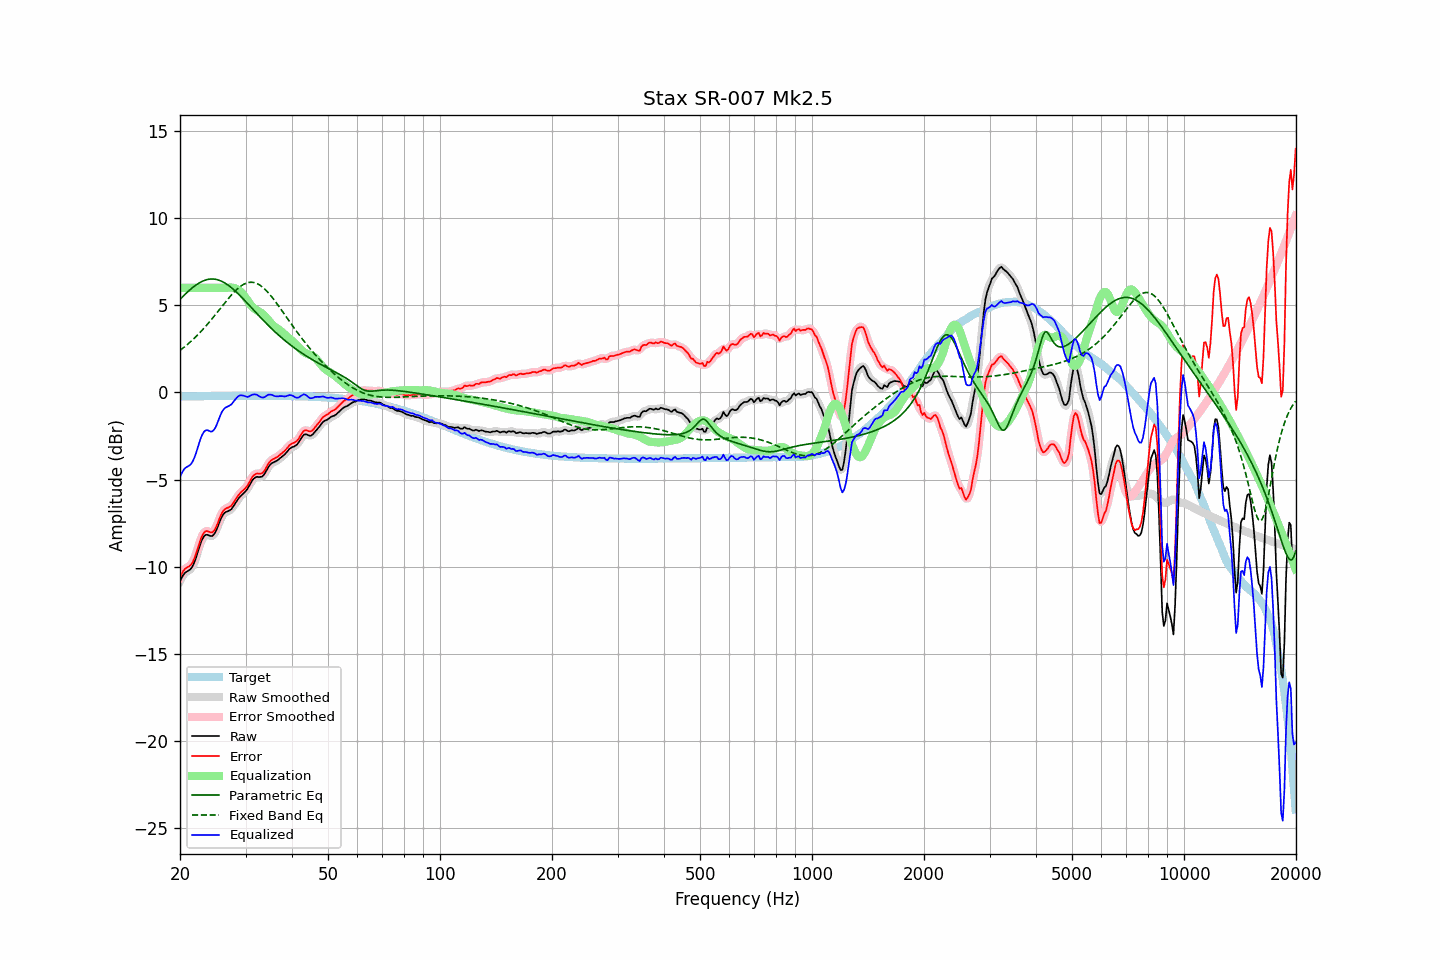 Stax SR-007 Mk2.5
Amplitude (dBr)
15
10
5
0
−5
−10
−15
−20
−25
Target
Raw Smoothed
Error Smoothed
Raw
Error
Equalization
Parametric Eq
Fixed Band Eq
Equalized
20 50 100 200 500 1000 2000 5000 10000 20000
Frequency (Hz)